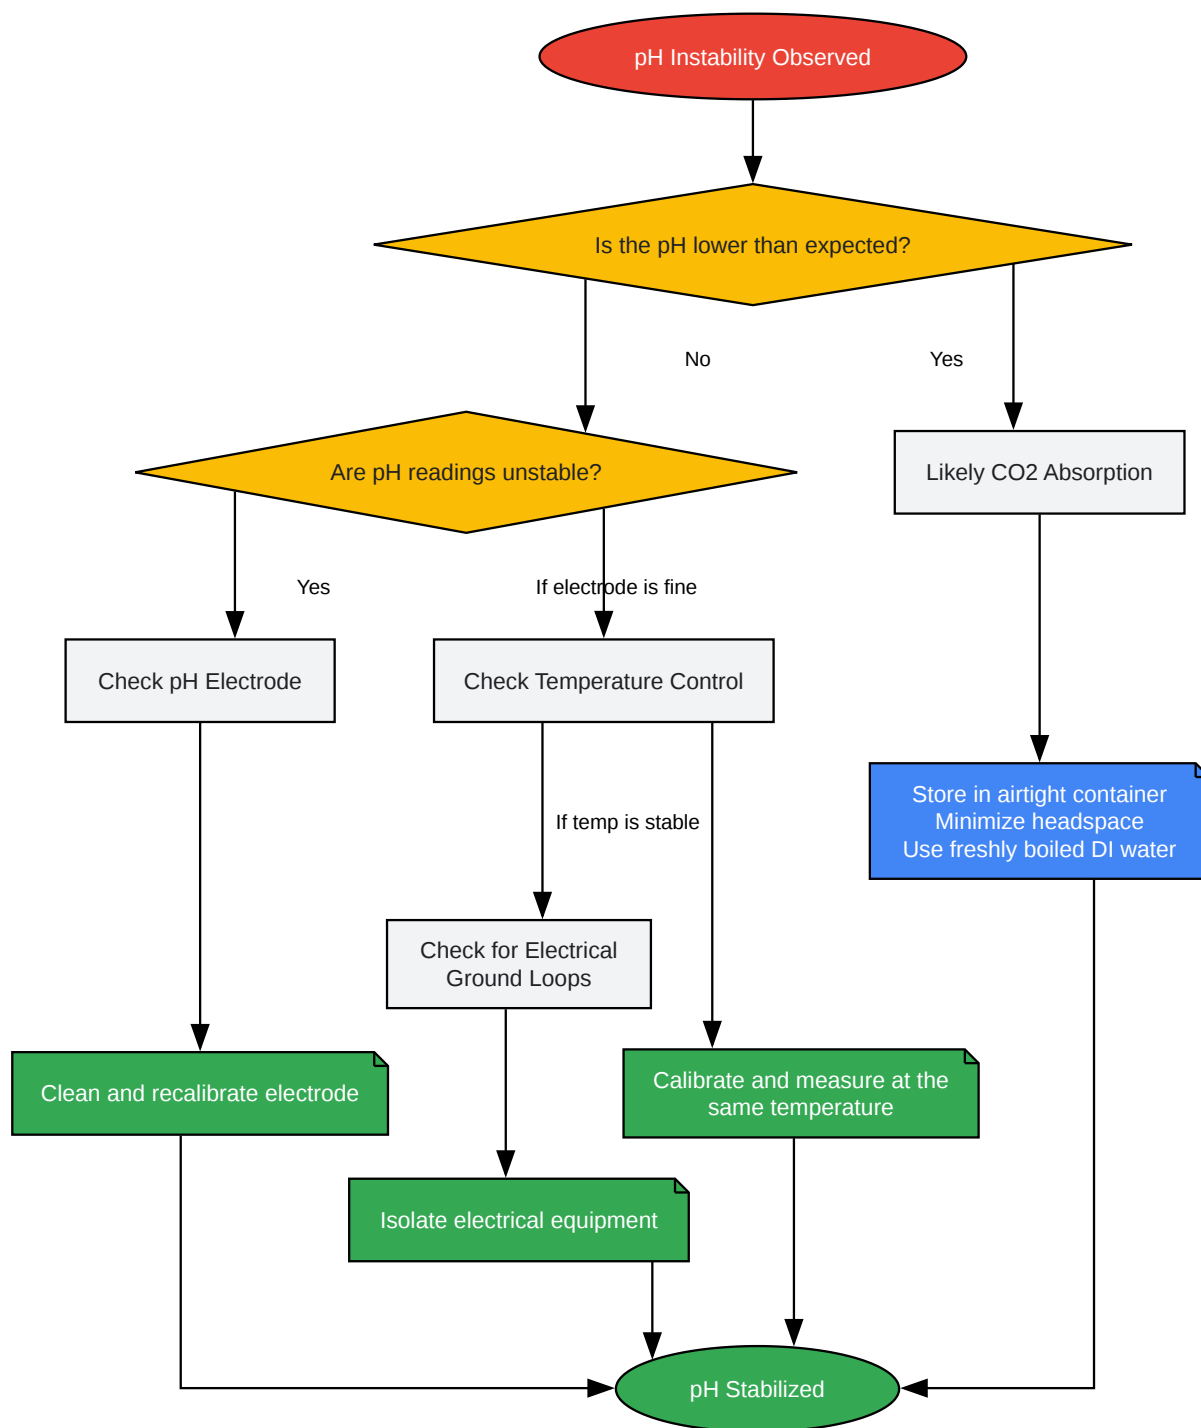 pH Instability Observed
Is the pH lower than expected?
No
Yes
Are pH readings unstable?
Likely CO2 Absorption
Yes
If electrode is fine
Check pH Electrode
Check Temperature Control
Store in airtight container
Minimize headspace
Use freshly boiled DI water
If temp is stable
Check for Electrical
Ground Loops
Clean and recalibrate electrode
Calibrate and measure at the
same temperature
Isolate electrical equipment
pH Stabilized